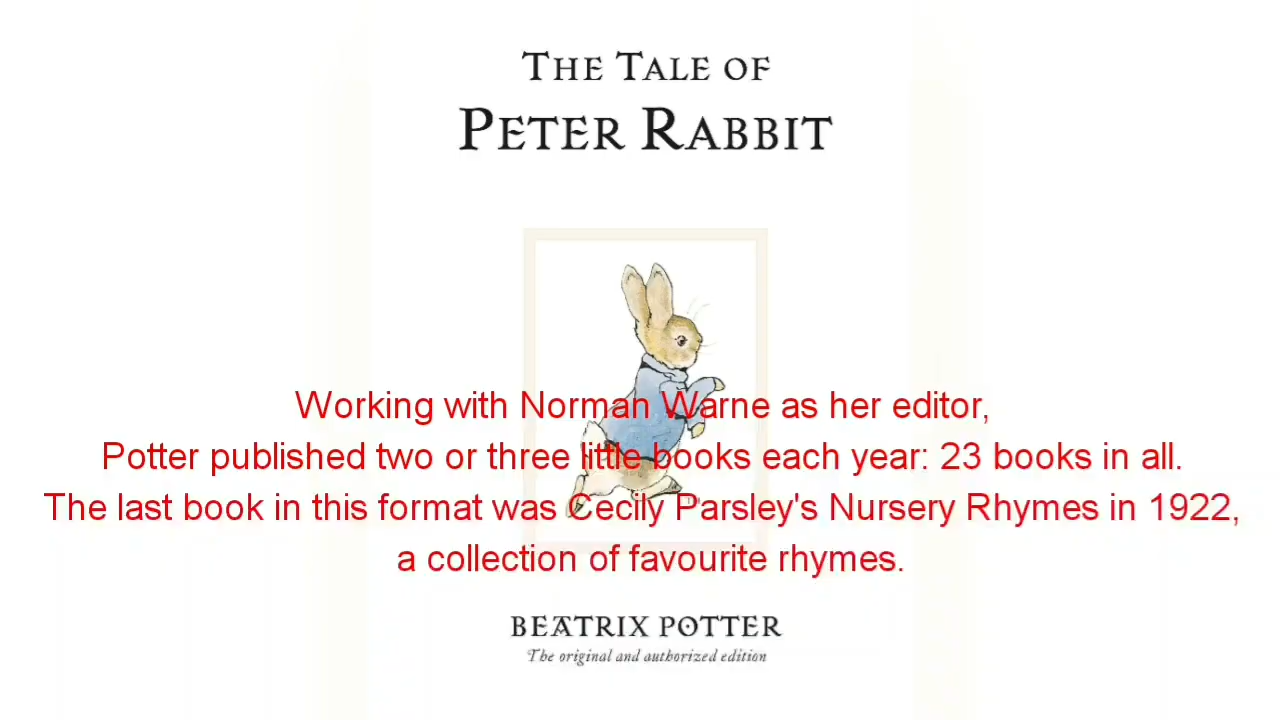 THE TALE OF
PETER RABBIT
Working with Norman Warne as her editor,
Potter published two or three little books each year: 23 books in all.
The last book in this format was Cecily Parsley's Nursery Rhymes in 1922,
a collection of favourite rhymes.
BEATRIX POTTER
The original and authorized edition